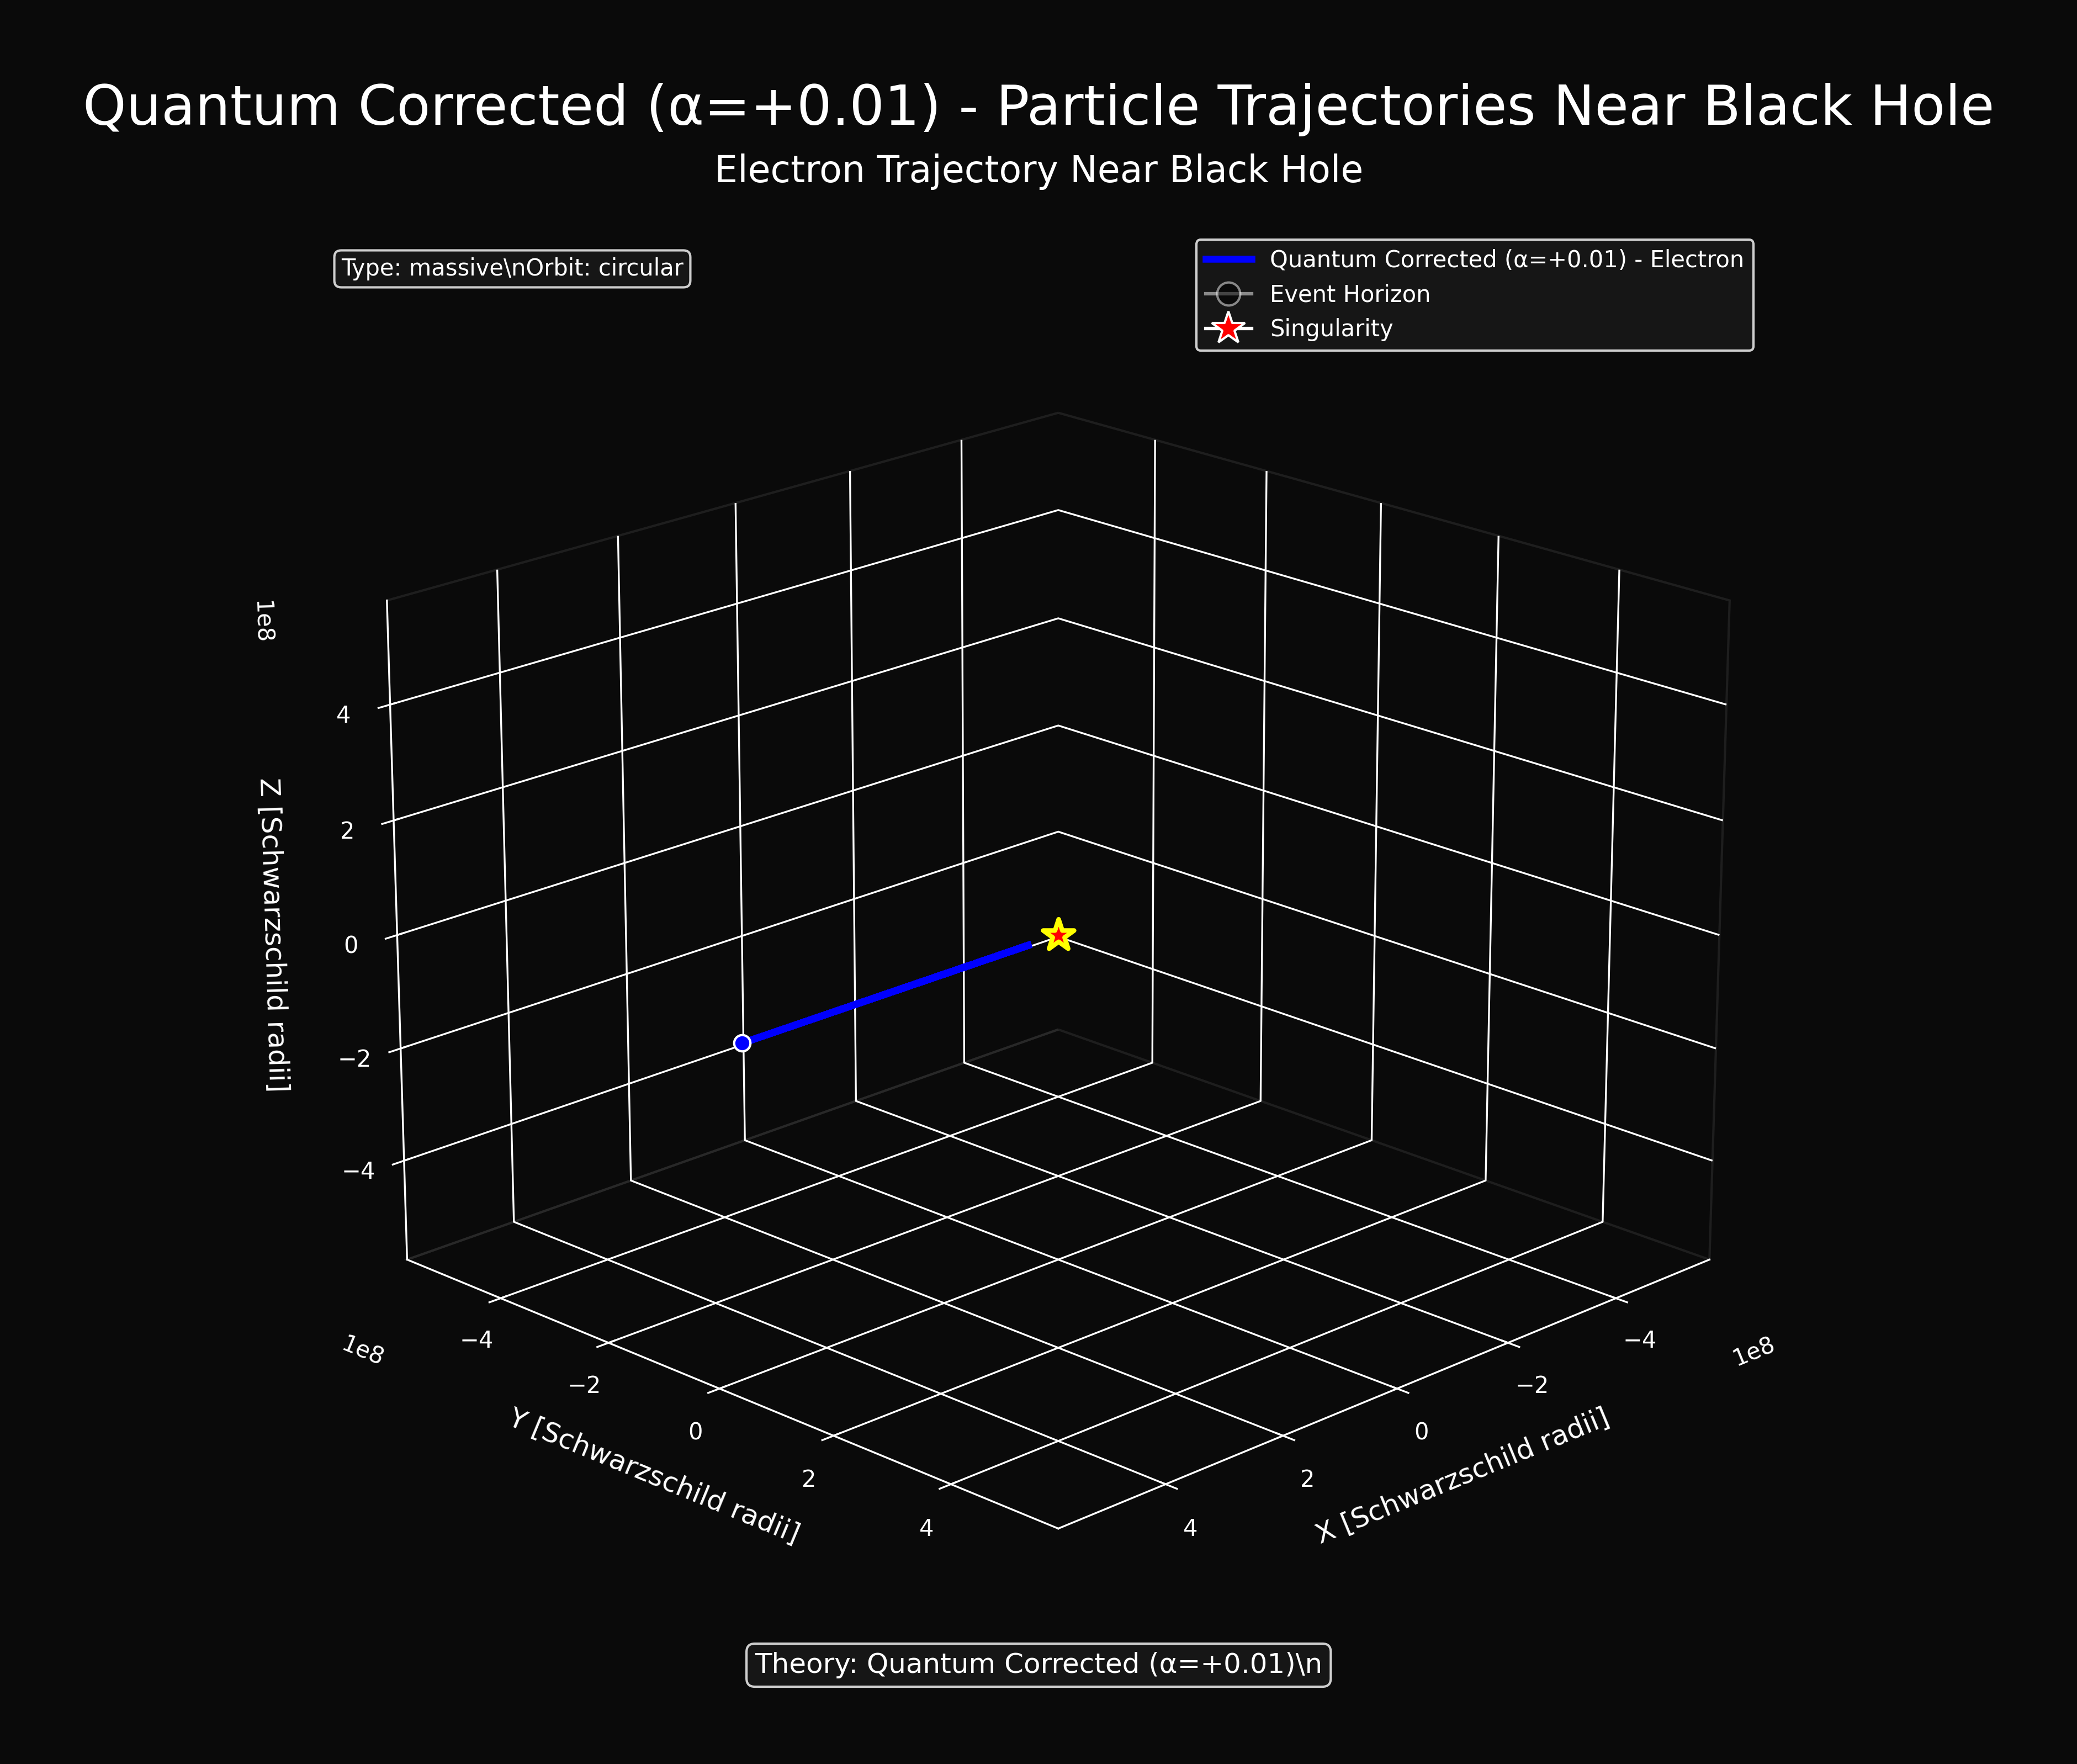 Quantum Corrected (α=+0.01) - Particle Trajectories Near Black Hole
Electron Trajectory Near Black Hole
Type: massive\nOrbit: circular
Quantum Corrected (α=+0.01) - Electron
Event Horizon
Singularity
1e8
4
2
0
−2
−4
Z [Schwarzschild radii]
1e8
−4
−2
0
2
4
Y [Schwarzschild radii]
1e8
−4
−2
0
2
4
X [Schwarzschild radii]
Theory: Quantum Corrected (α=+0.01)\n